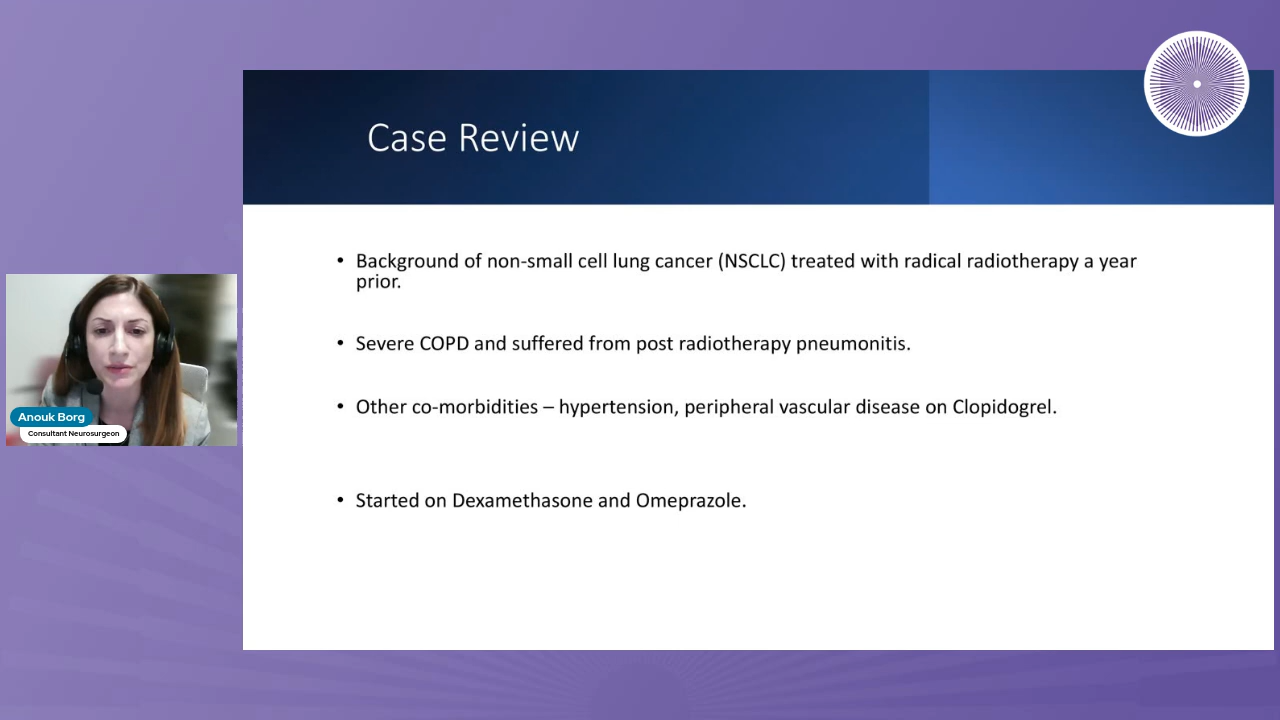 Case Review
• Background of non-small cell lung cancer (NSCLC) treated with radical radiotherapy a year
prior.
• Severe COPD and suffered from post radiotherapy pneumonitis.
• Other co-morbidities – hypertension, peripheral vascular disease on Clopidogrel.
• Started on Dexamethasone and Omeprazole.
Anouk Borg
Consultant Neurosurgeon